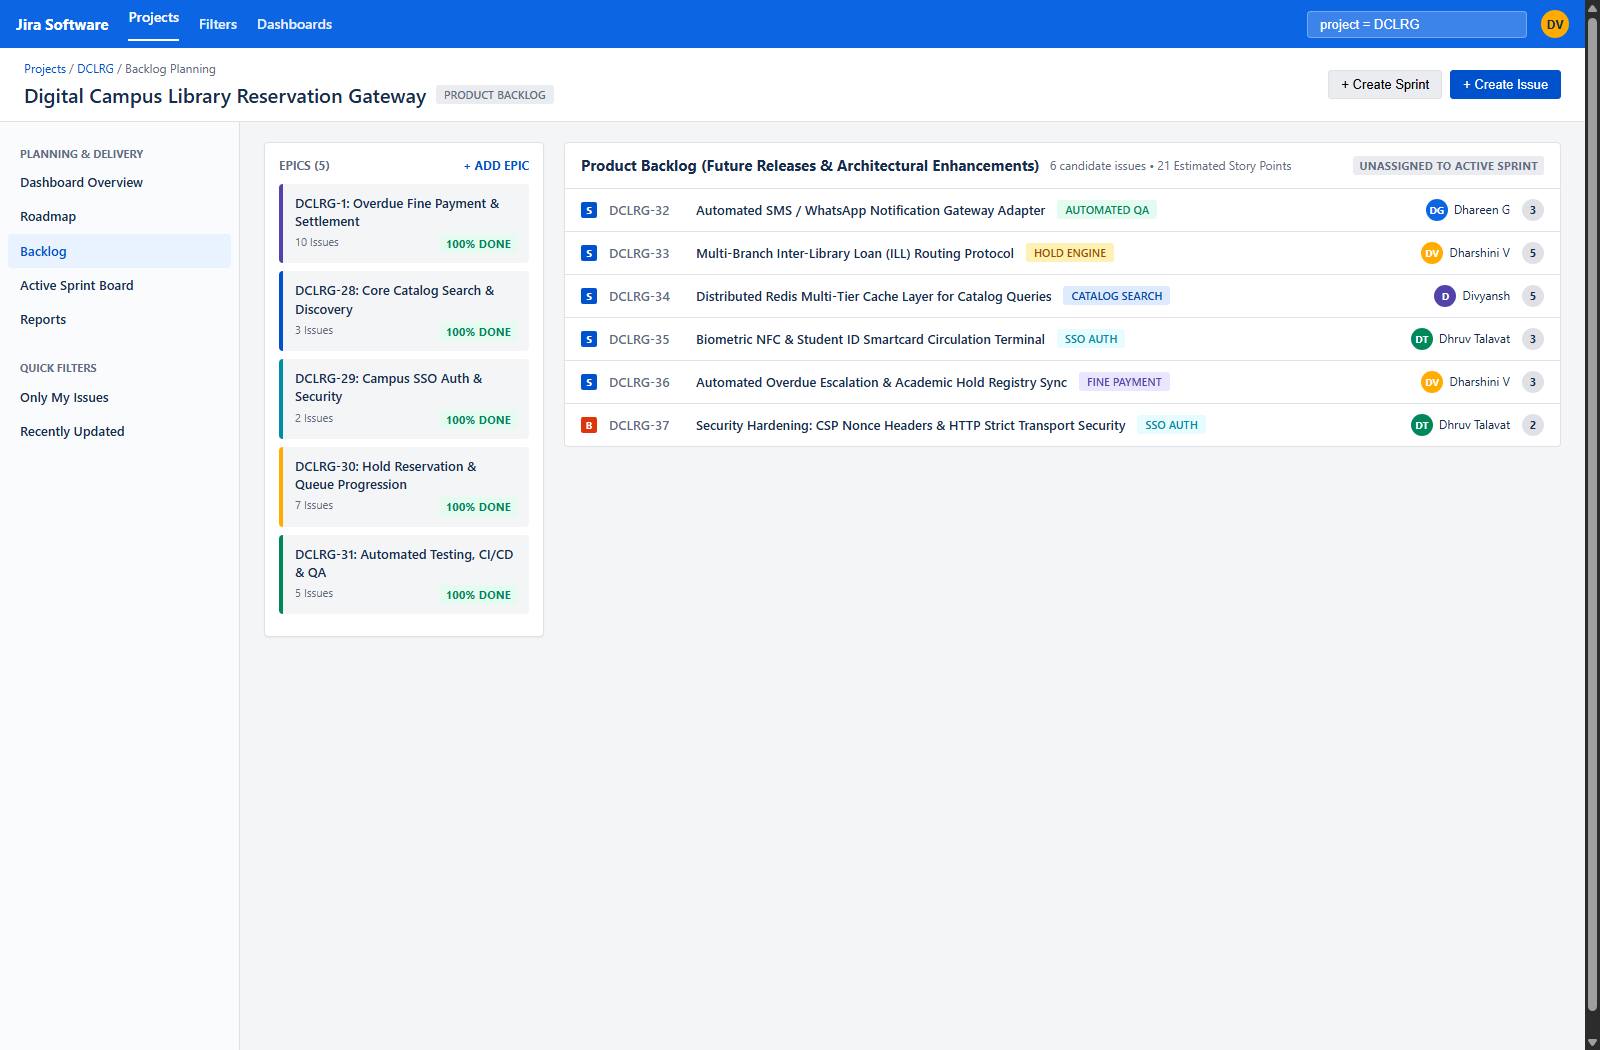 Jira Software Projects Filters Dashboards project = DCLRG DV
Projects / DCLRG / Backlog Planning
Digital Campus Library Reservation Gateway PRODUCT BACKLOG
+ Create Sprint + Create Issue
PLANNING & DELIVERY
Dashboard Overview
Roadmap
Backlog
Active Sprint Board
Reports
QUICK FILTERS
Only My Issues
Recently Updated
EPICS (5) + ADD EPIC
DCLRG-1: Overdue Fine Payment &
Settlement
10 Issues 100% DONE
DCLRG-28: Core Catalog Search &
Discovery
3 Issues 100% DONE
DCLRG-29: Campus SSO Auth &
Security
2 Issues 100% DONE
DCLRG-30: Hold Reservation &
Queue Progression
7 Issues 100% DONE
DCLRG-31: Automated Testing, CI/CD
& QA
5 Issues 100% DONE
Product Backlog (Future Releases & Architectural Enhancements) 6 candidate issues • 21 Estimated Story Points UNASSIGNED TO ACTIVE SPRINT
S DCLRG-32 Automated SMS / WhatsApp Notification Gateway Adapter AUTOMATED QA DG Dhareen G 3
S DCLRG-33 Multi-Branch Inter-Library Loan (ILL) Routing Protocol HOLD ENGINE DV Dharshini V 5
S DCLRG-34 Distributed Redis Multi-Tier Cache Layer for Catalog Queries CATALOG SEARCH D Divyansh 5
S DCLRG-35 Biometric NFC & Student ID Smartcard Circulation Terminal SSO AUTH DT Dhruv Talavat 3
S DCLRG-36 Automated Overdue Escalation & Academic Hold Registry Sync FINE PAYMENT DV Dharshini V 3
B DCLRG-37 Security Hardening: CSP Nonce Headers & HTTP Strict Transport Security SSO AUTH DT Dhruv Talavat 2